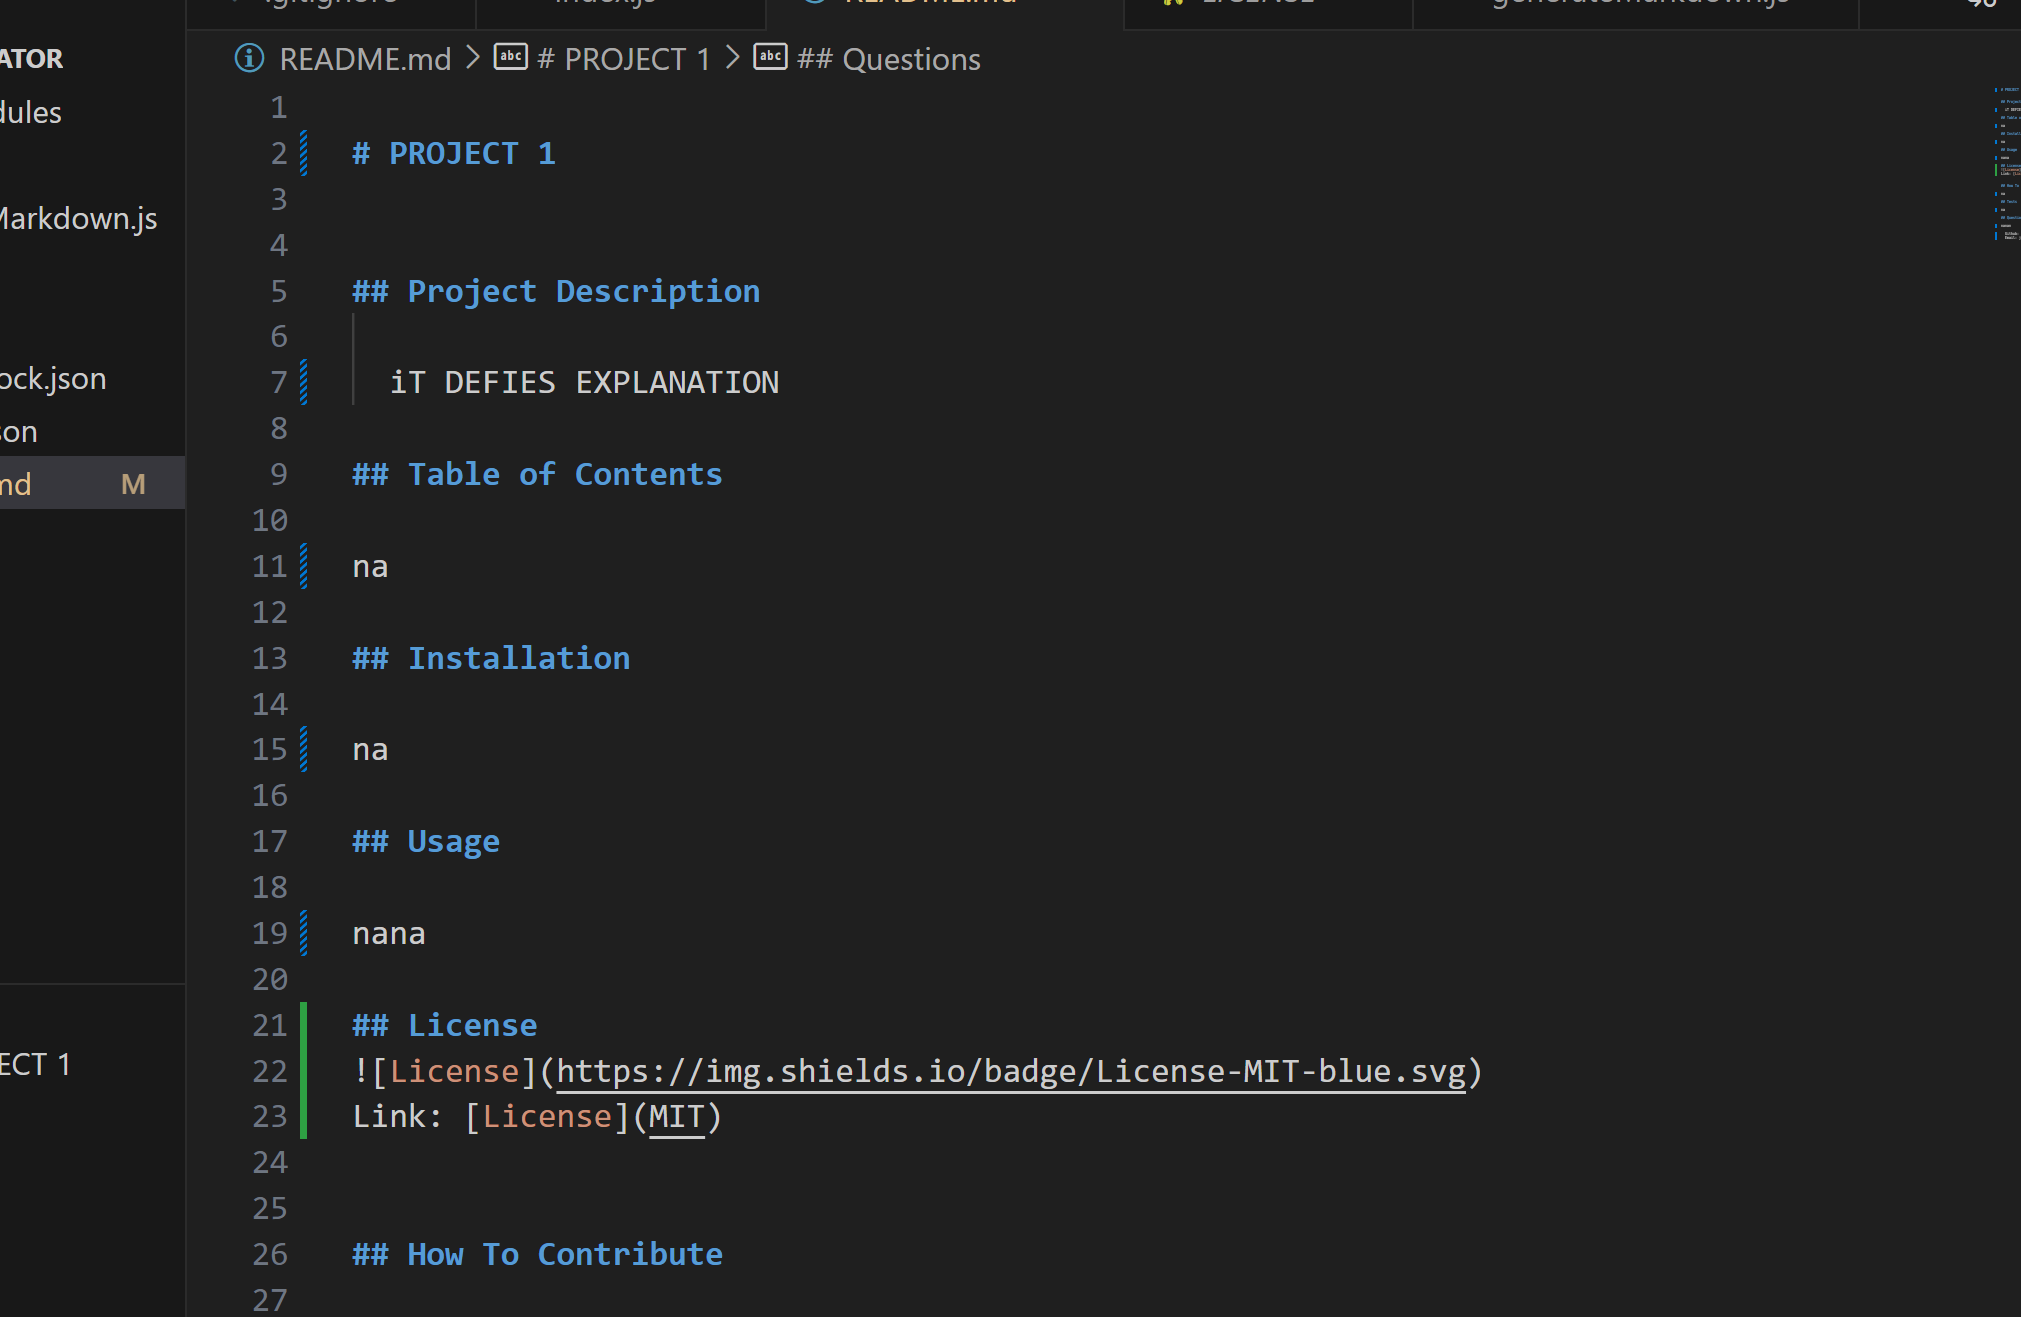 README.md
LICENSE
generatemarkdown.js
README.md > # PROJECT 1 > ## Questions
1
2 # PROJECT 1
3
4
5 ## Project Description
6
7 iT DEFIES EXPLANATION
8
9 ## Table of Contents
10
11 na
12
13 ## Installation
14
15 na
16
17 ## Usage
18
19 nana
20
21 ## License
22 ![License](https://img.shields.io/badge/License-MIT-blue.svg)
23 Link: [License](MIT)
24
25
26 ## How To Contribute
27
ATOR
dules
Markdown.js
ock.json
son
md M
ECT 1